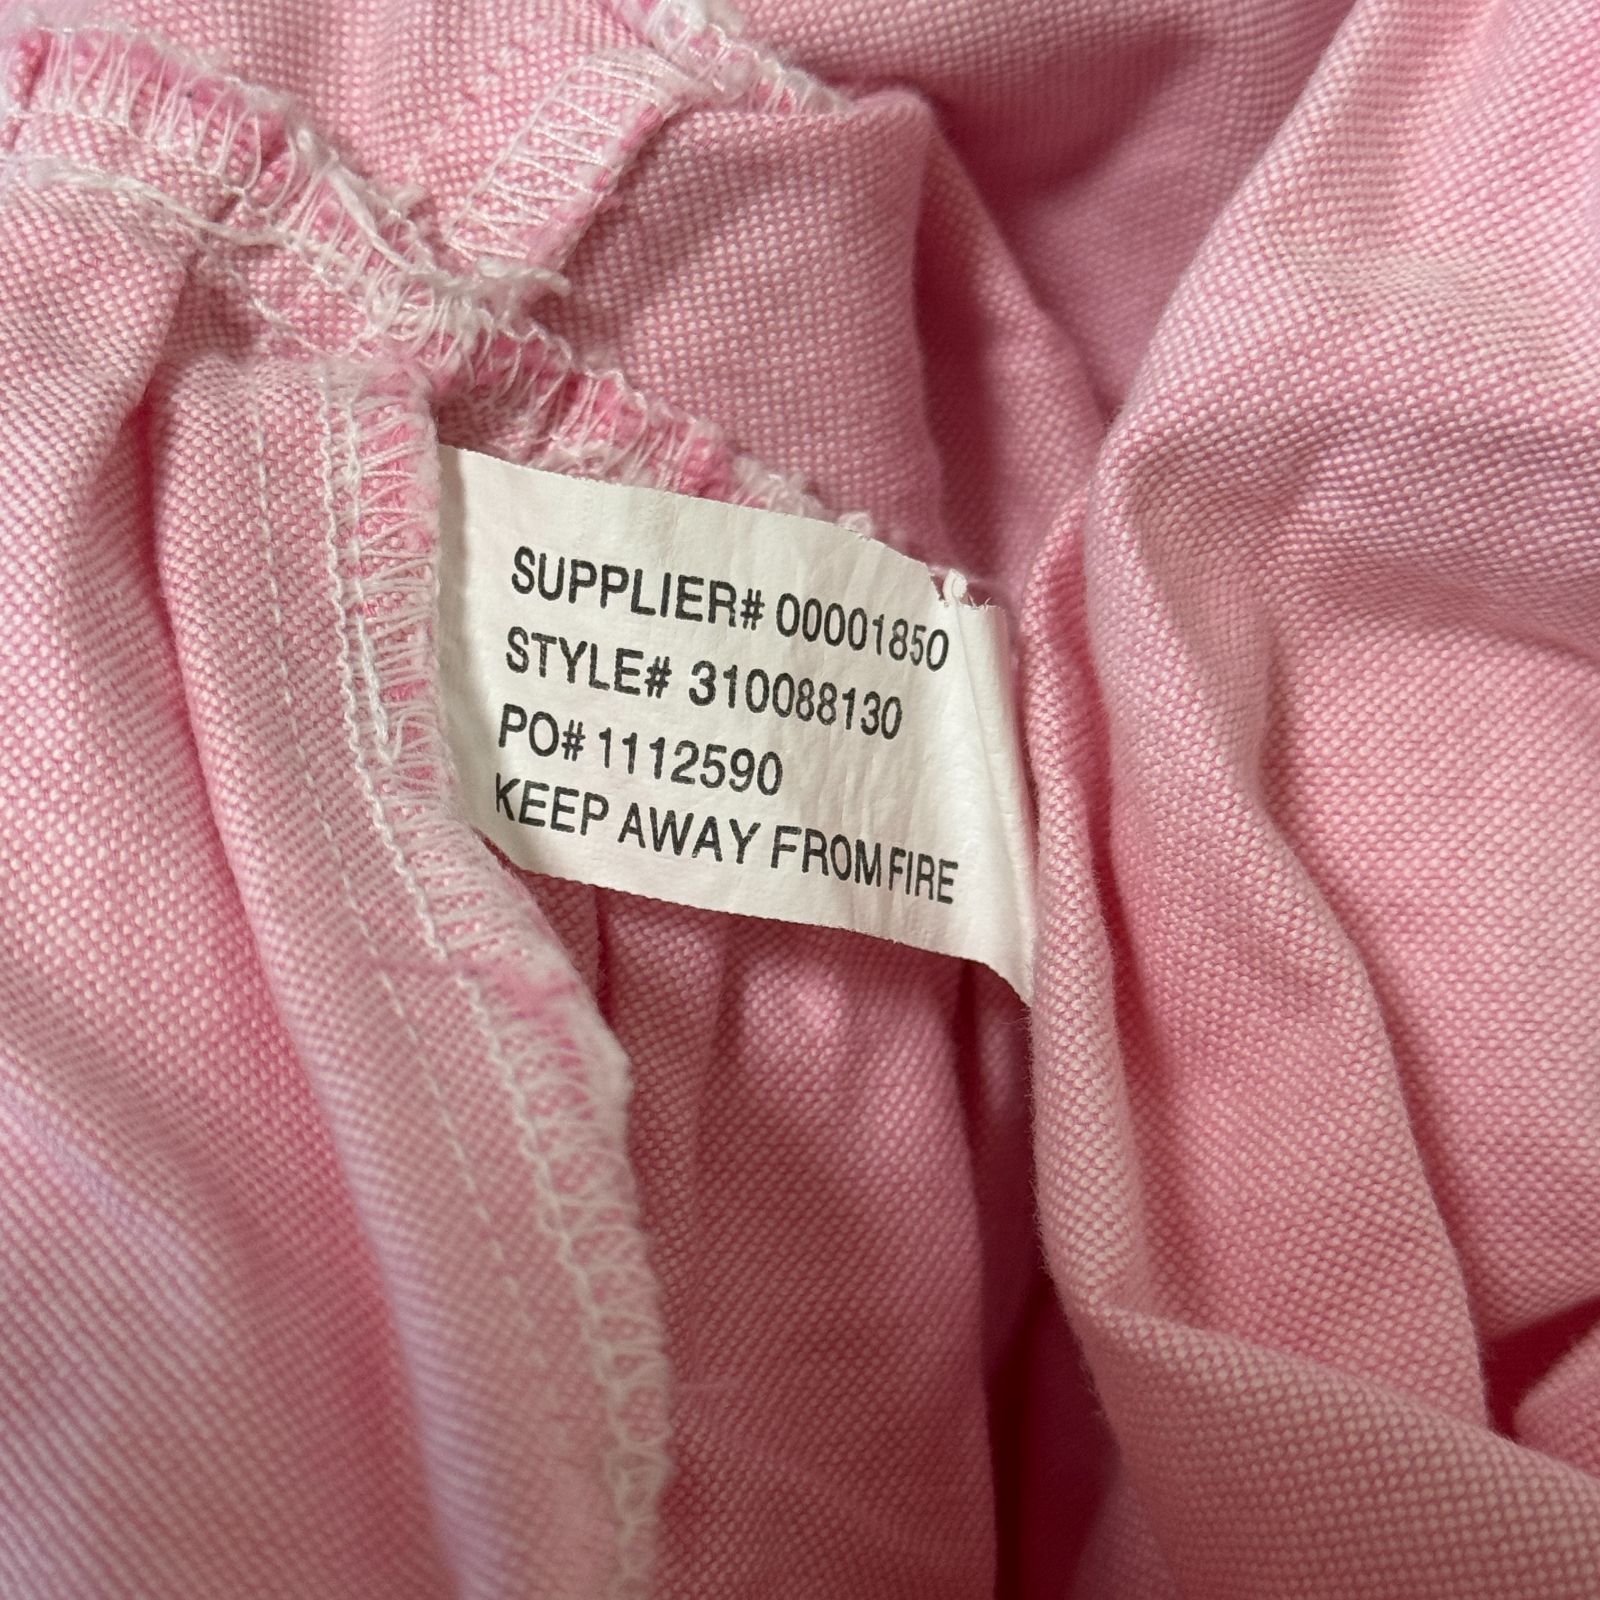 SUPPLIER# 00001850
STYLE# 310088130
PO# 1112590
KEEP AWAY FROM FIRE